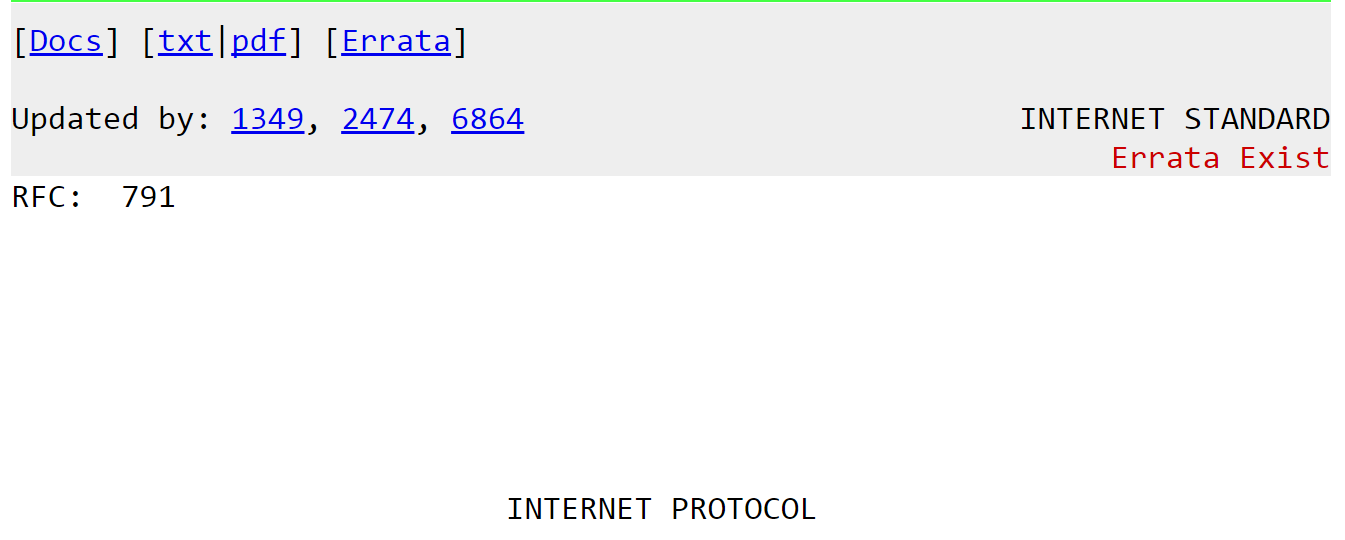 [Docs] [txt|pdf] [Errata]
Updated by: 1349, 2474, 6864 INTERNET STANDARD
Errata Exist
RFC:  791
INTERNET PROTOCOL